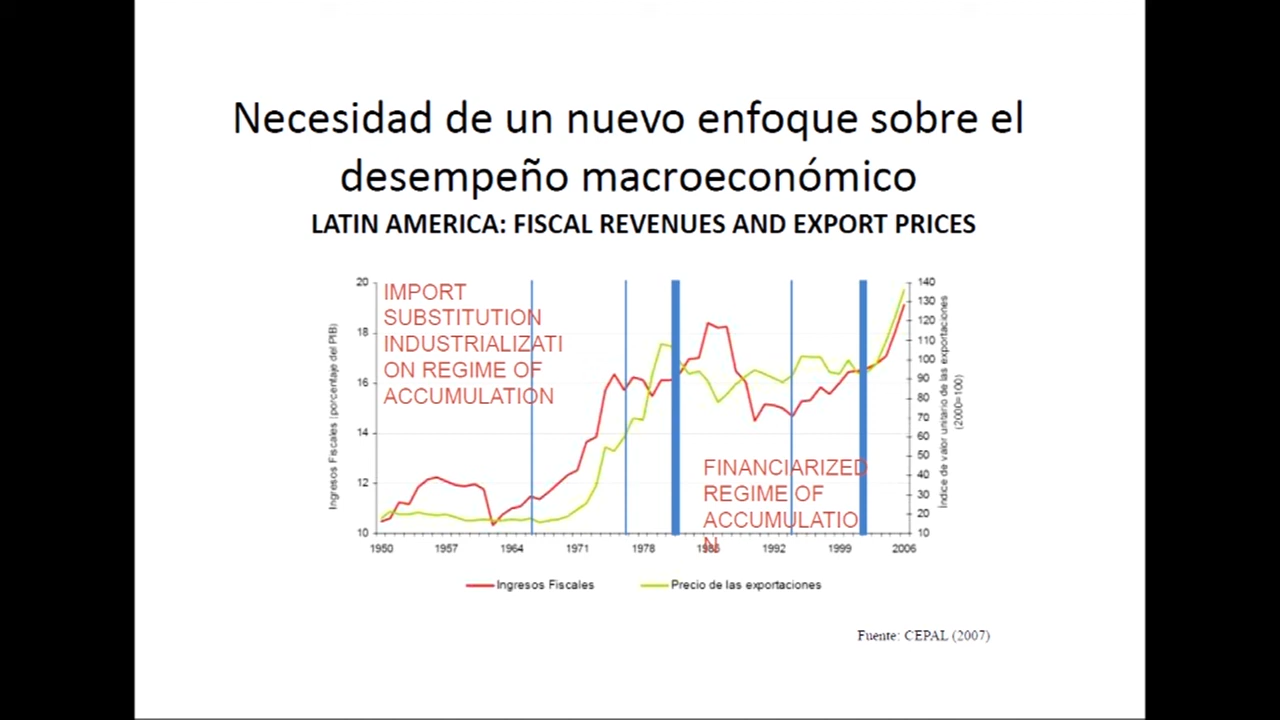 Necesidad de un nuevo enfoque sobre el
desempeño macroeconómico
LATIN AMERICA: FISCAL REVENUES AND EXPORT PRICES
IMPORT
SUBSTITUTION
INDUSTRIALIZATI
ON REGIME OF
ACCUMULATION
FINANCIARIZED
REGIME OF
ACCUMULATIO
N
Ingresos Fiscales (porcentaje del PIB)
20
18
16
14
12
10
140
130
120
110
100
90
80
70
60
50
40
30
20
10
Índice de valor unitario de las exportaciones
(2000=100)
1950 1957 1964 1971 1978 1985 1992 1999 2006
Ingresos Fiscales Precio de las exportaciones
Fuente: CEPAL (2007)